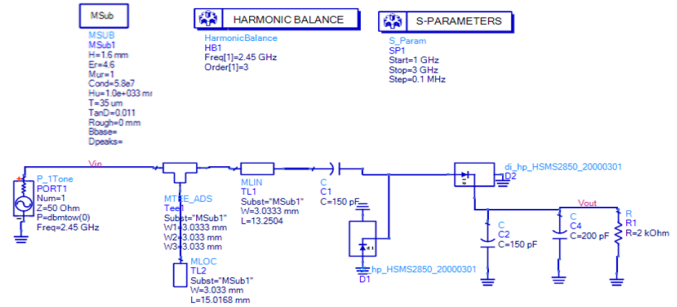 MSub
MSUB
MSub1
H=1.6 mm
Er=4.6
Mur=1
Cond=5.8e7
Hu=1.0e+033 mm
T=35 um
TanD=0.011
Rough=0 mm
Bbase=
Dpeaks=
HARMONIC BALANCE
HarmonicBalance
HB1
Freq[1]=2.45 GHz
Order[1]=3
S-PARAMETERS
S_Param
SP1
Start=1 GHz
Stop=3 GHz
Step=0.1 MHz
Vin
P_1Tone
PORT1
Num=1
Z=50 Ohm
P=dbmtow(0)
Freq=2.45 GHz
MTEE_ADS
Tee1
Subst="MSub1"
W1=3.0333 mm
W2=3.033 mm
W3=3.033 mm
MLOC
TL2
Subst="MSub1"
W=3.033 mm
L=15.0168 mm
MLIN
TL1
Subst="MSub1"
W=3.0333 mm
L=13.2504
C
C1
C=150 pF
hp_HSMS2850_20000301
D1
di_hp_HSMS2850_20000301
D2
C
C2
C=150 pF
C
C4
C=200 pF
Vout
R
R1
R=2 kOhm